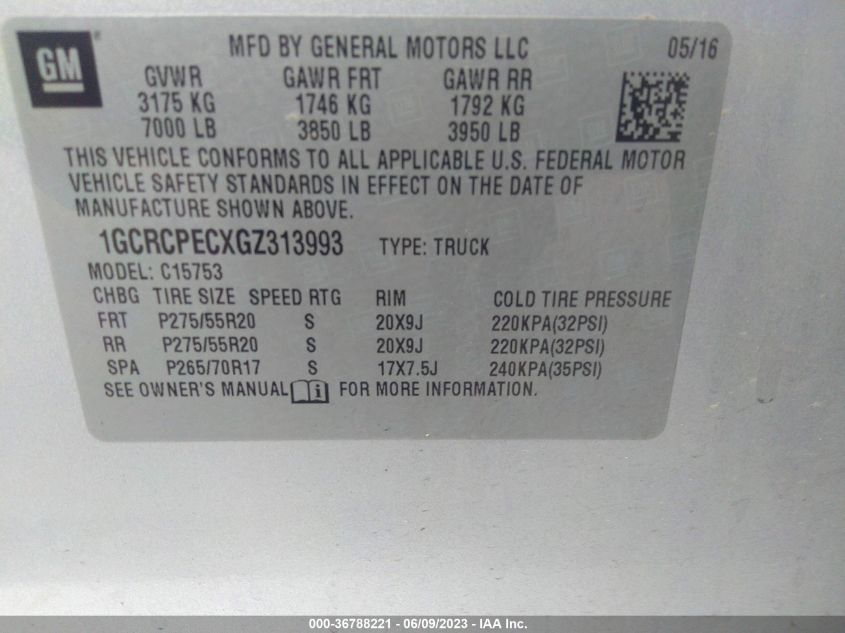 GM® MFD BY GENERAL MOTORS LLC 05/16
GVWR GAWR FRT GAWR RR
3175 KG 1746 KG 1792 KG
7000 LB 3850 LB 3950 LB
THIS VEHICLE CONFORMS TO ALL APPLICABLE U.S. FEDERAL MOTOR
VEHICLE SAFETY STANDARDS IN EFFECT ON THE DATE OF
MANUFACTURE SHOWN ABOVE.
1GCRCPECXGZ313993 TYPE: TRUCK
MODEL: C15753
CHBG TIRE SIZE SPEED RTG RIM COLD TIRE PRESSURE
FRT P275/55R20 S 20X9J 220KPA(32PSI)
RR P275/55R20 S 20X9J 220KPA(32PSI)
SPA P265/70R17 S 17X7.5J 240KPA(35PSI)
SEE OWNER'S MANUAL i FOR MORE INFORMATION.
000-36788221 - 06/09/2023 - IAA Inc.